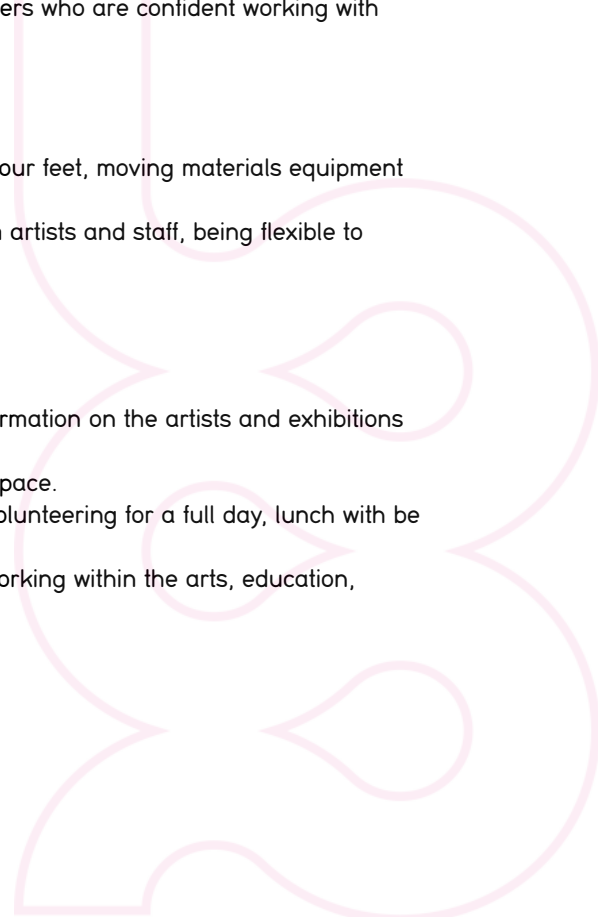 ers who are confident working with
our feet, moving materials equipment
artists and staff, being flexible to
rmation on the artists and exhibitions
pace.
olunteering for a full day, lunch with be
orking within the arts, education,